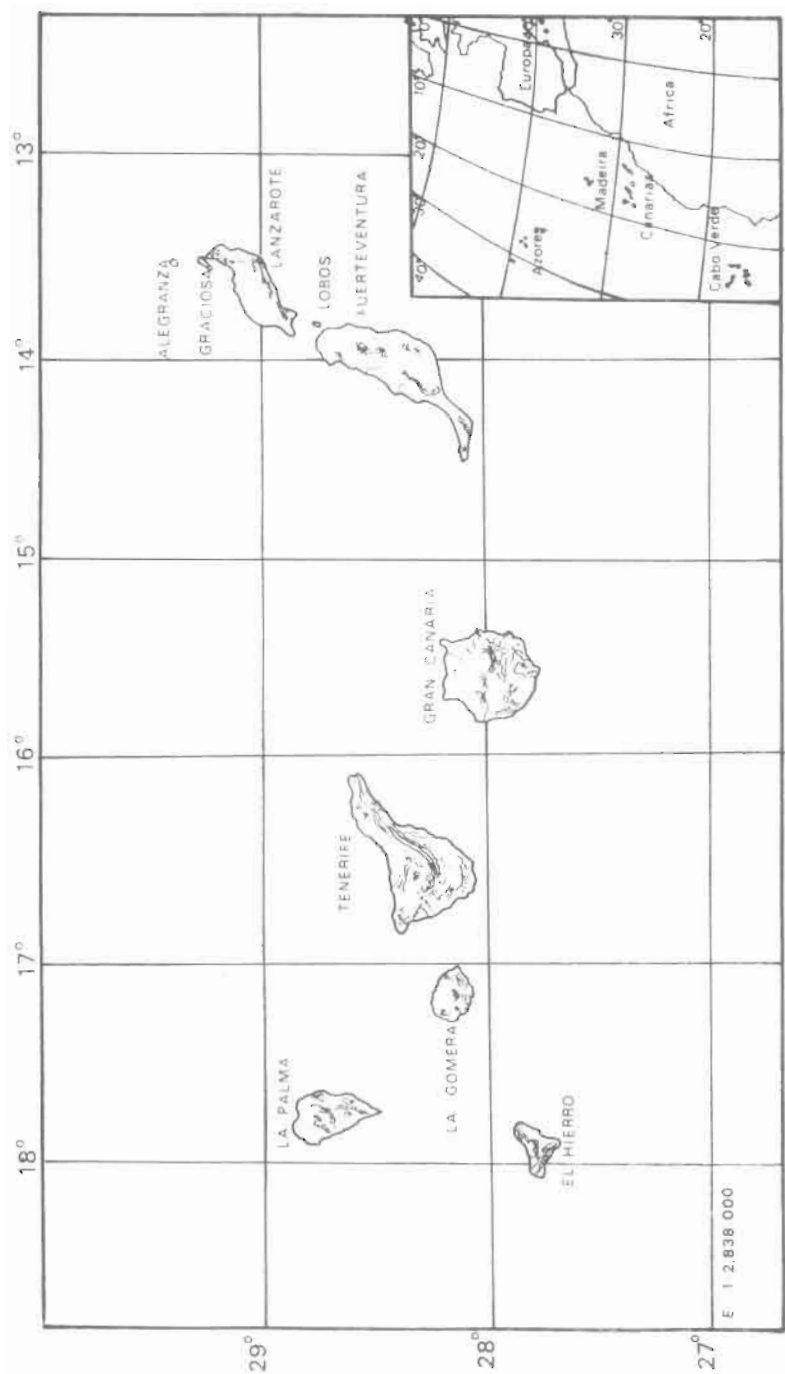 18°
17°
16°
15°
14°
13°
29°
28°
27°
LA PALMA
LA GOMERA
EL HIERRO
TENERIFE
GRAN CANARIA
ALEGRANZA
GRACIOSA
LANZAROTE
LOBOS
FUERTEVENTURA
E 1 2.838 000
40°
20°
10°
Europa
30°
20°
Azores
Madeira
Canarias
Africa
Cabo Verde